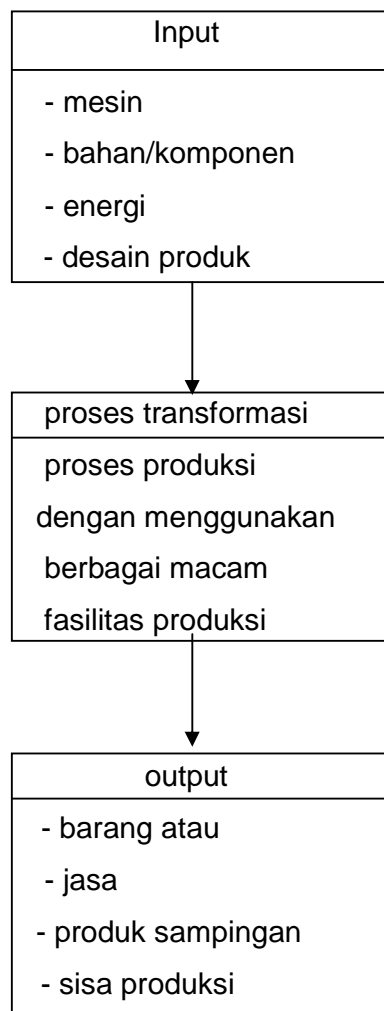 Input
- mesin
- bahan/komponen
- energi
- desain produk
proses transformasi
proses produksi
dengan menggunakan
berbagai macam
fasilitas produksi
output
- barang atau
- jasa
- produk sampingan
- sisa produksi